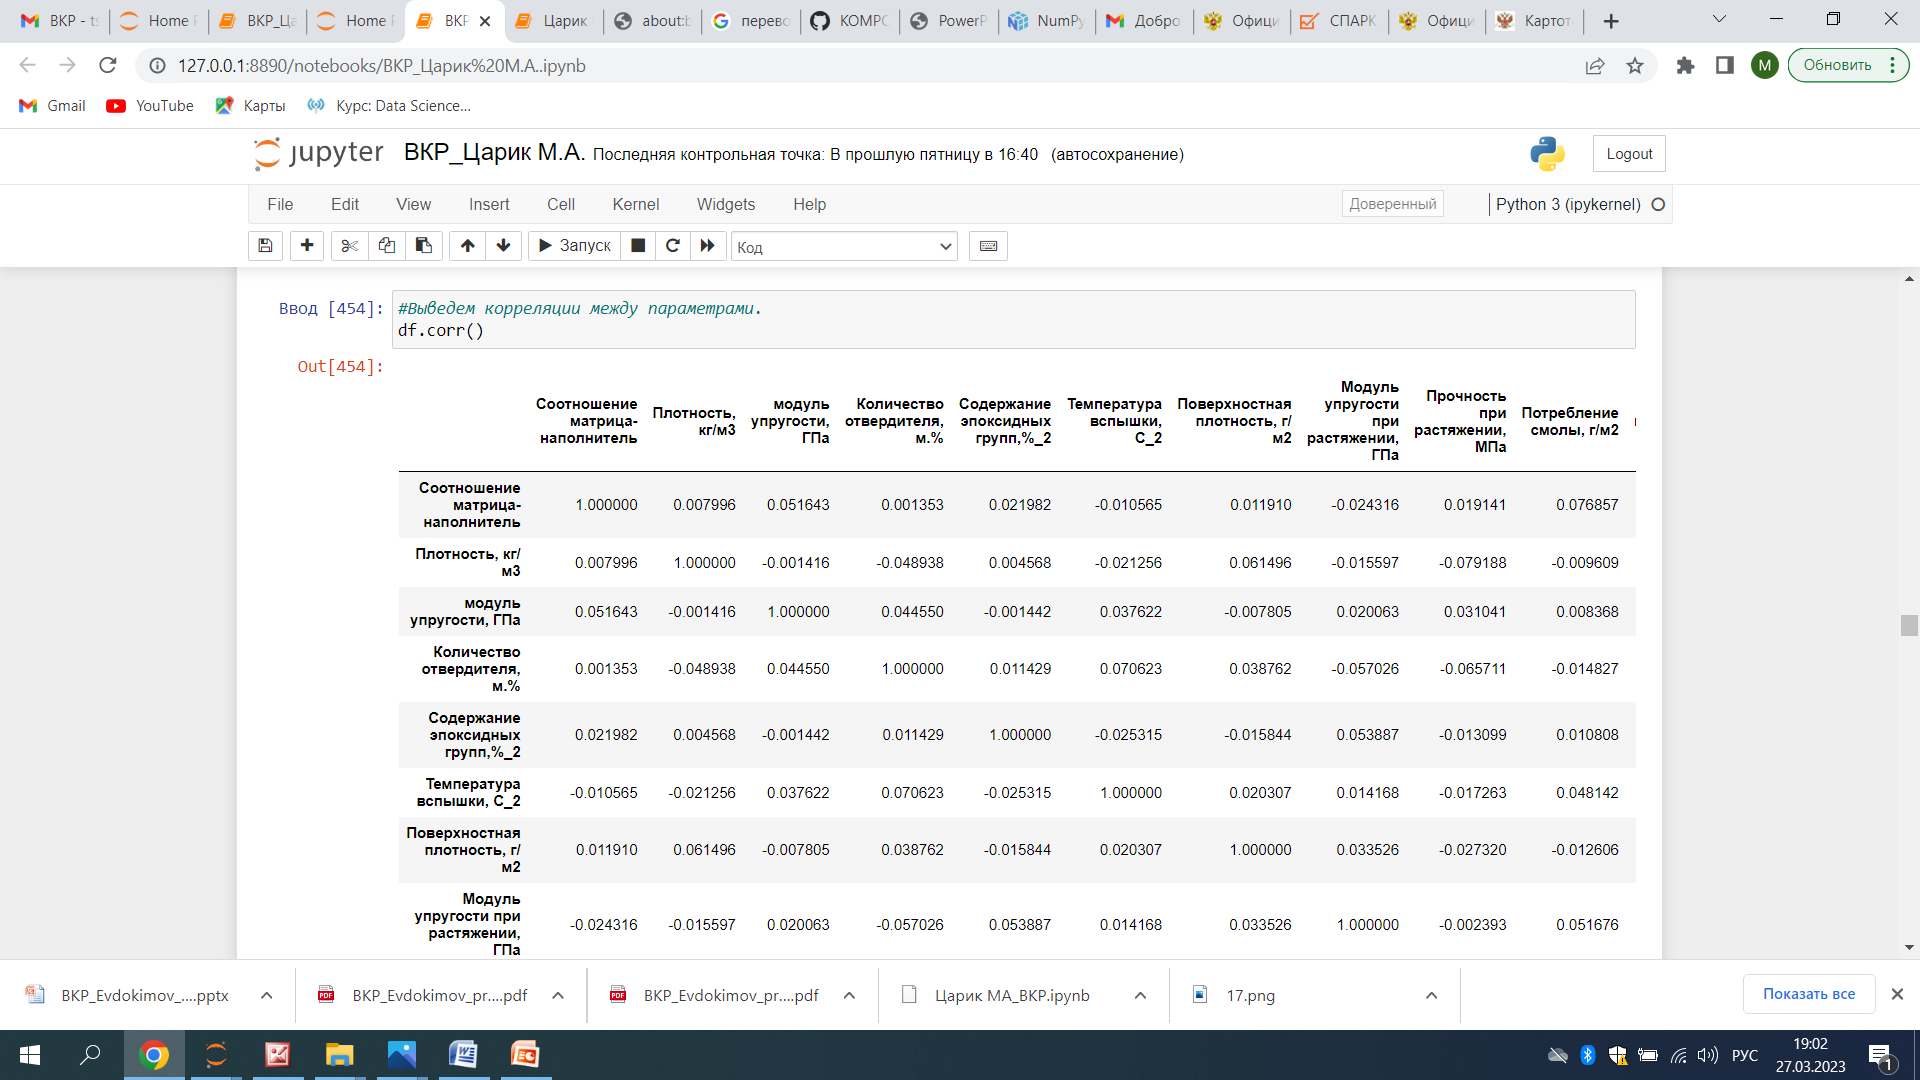 ВКР - ts
Home P
ВКР_Ца
Home P
ВКР
Царик
about:b
перево
КОМРО
PowerP
NumPy
Добро
Офици
СПАРК
Офици
Картот
127.0.0.1:8890/notebooks/ВКР_Царик%20М.А..ipynb
M
Обновить
Gmail YouTube Карты Курс: Data Science...
jupyter ВКР_Царик М.А. Последняя контрольная точка: В прошлую пятницу в 16:40 (автосохранение)
Logout
File Edit View Insert Cell Kernel Widgets Help
Доверенный
Python 3 (ipykernel)
Запуск
Код
Ввод [454]:
#Выведем корреляции между параметрами.
df.corr()
Out[454]:
Соотношение
матрица-
наполнитель
Плотность,
кг/м3
модуль
упругости,
ГПа
Количество
отвердителя,
м.%
Содержание
эпоксидных
групп,%_2
Температура
вспышки,
С_2
Поверхностная
плотность, г/
м2
Модуль
упругости
при
растяжении,
ГПа
Прочность
при
растяжении,
МПа
Потребление
смолы, г/м2
Соотношение
матрица-
наполнитель
1.000000 0.007996 0.051643 0.001353 0.021982 -0.010565 0.011910 -0.024316 0.019141 0.076857
Плотность, кг/
м3
0.007996 1.000000 -0.001416 -0.048938 0.004568 -0.021256 0.061496 -0.015597 -0.079188 -0.009609
модуль
упругости, ГПа
0.051643 -0.001416 1.000000 0.044550 -0.001442 0.037622 -0.007805 0.020063 0.031041 0.008368
Количество
отвердителя,
м.%
0.001353 -0.048938 0.044550 1.000000 0.011429 0.070623 0.038762 -0.057026 -0.065711 -0.014827
Содержание
эпоксидных
групп,%_2
0.021982 0.004568 -0.001442 0.011429 1.000000 -0.025315 -0.015844 0.053887 -0.013099 0.010808
Температура
вспышки, С_2
-0.010565 -0.021256 0.037622 0.070623 -0.025315 1.000000 0.020307 0.014168 -0.017263 0.048142
Поверхностная
плотность, г/
м2
0.011910 0.061496 -0.007805 0.038762 -0.015844 0.020307 1.000000 0.033526 -0.027320 -0.012606
Модуль
упругости при
растяжении,
ГПа
-0.024316 -0.015597 0.020063 -0.057026 0.053887 0.014168 0.033526 1.000000 -0.002393 0.051676
ВКР_Evdokimov_....pptx
ВКР_Evdokimov_pr....pdf
ВКР_Evdokimov_pr....pdf
Царик МА_ВКР.ipynb
17.png
Показать все
РУС
19:02
27.03.2023
1